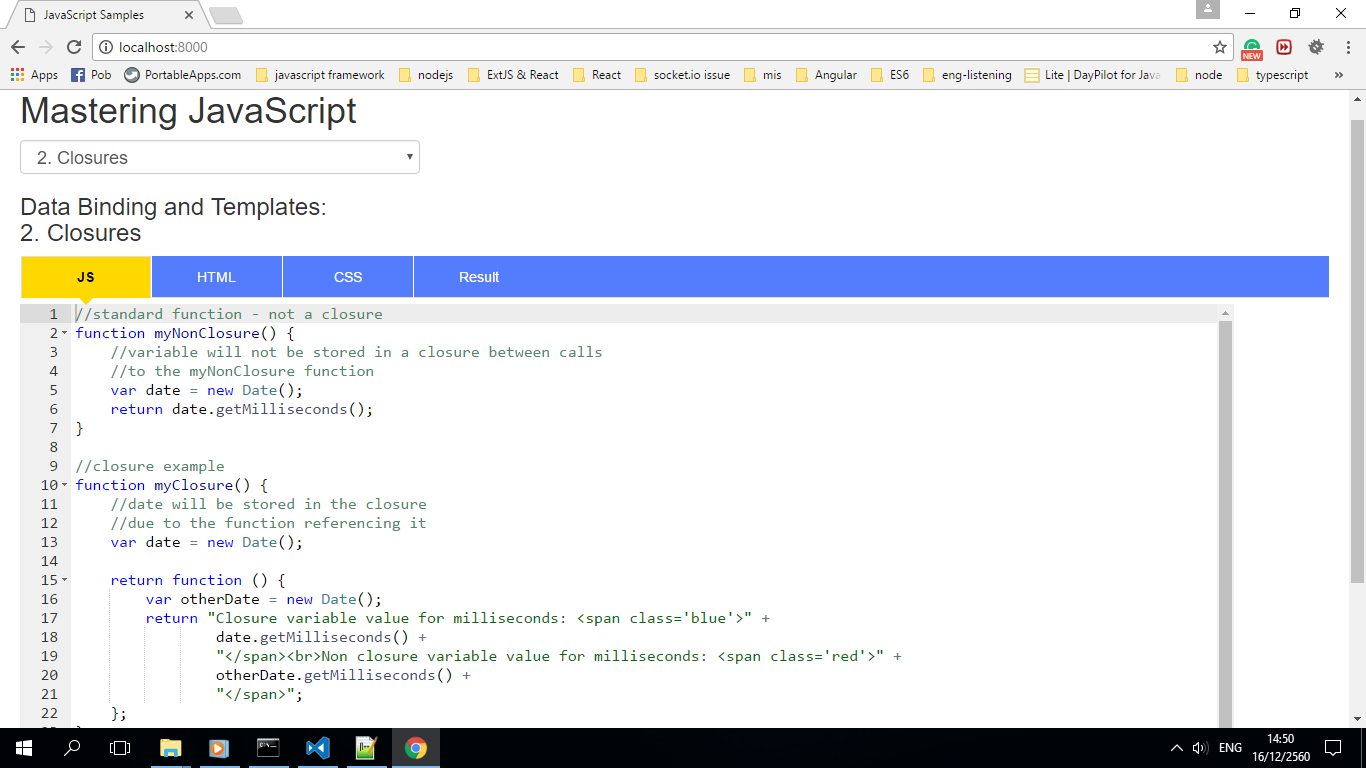 JavaScript Samples
localhost:8000
NEW
Apps Pob PortableApps.com javascript framework nodejs ExtJS & React React socket.io issue mis Angular ES6 eng-listening Lite | DayPilot for Java node typescript »
Mastering JavaScript
2. Closures
Data Binding and Templates:
2. Closures
JS HTML CSS Result
1 //standard function - not a closure
2 function myNonClosure() {
3 //variable will not be stored in a closure between calls
4 //to the myNonClosure function
5 var date = new Date();
6 return date.getMilliseconds();
7 }
8
9 //closure example
10 function myClosure() {
11 //date will be stored in the closure
12 //due to the function referencing it
13 var date = new Date();
14
15 return function () {
16 var otherDate = new Date();
17 return "Closure variable value for milliseconds: <span class='blue'>" +
18 date.getMilliseconds() +
19 "</span><br>Non closure variable value for milliseconds: <span class='red'>" +
20 otherDate.getMilliseconds() +
21 "</span>";
22 };
ENG
14:50
16/12/2560